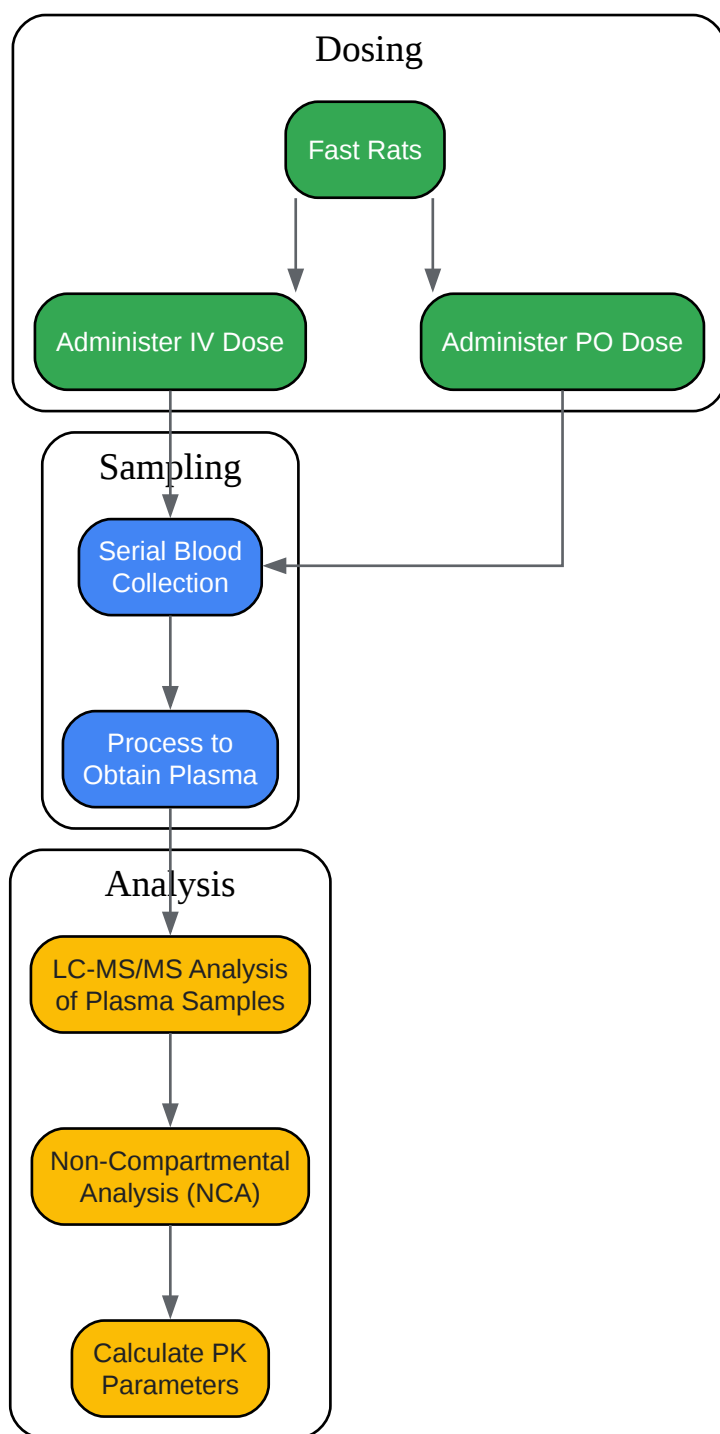 Dosing
Fast Rats
Administer IV Dose
Administer PO Dose
Sampling
Serial Blood
Collection
Process to
Obtain Plasma
Analysis
LC-MS/MS Analysis
of Plasma Samples
Non-Compartmental
Analysis (NCA)
Calculate PK
Parameters